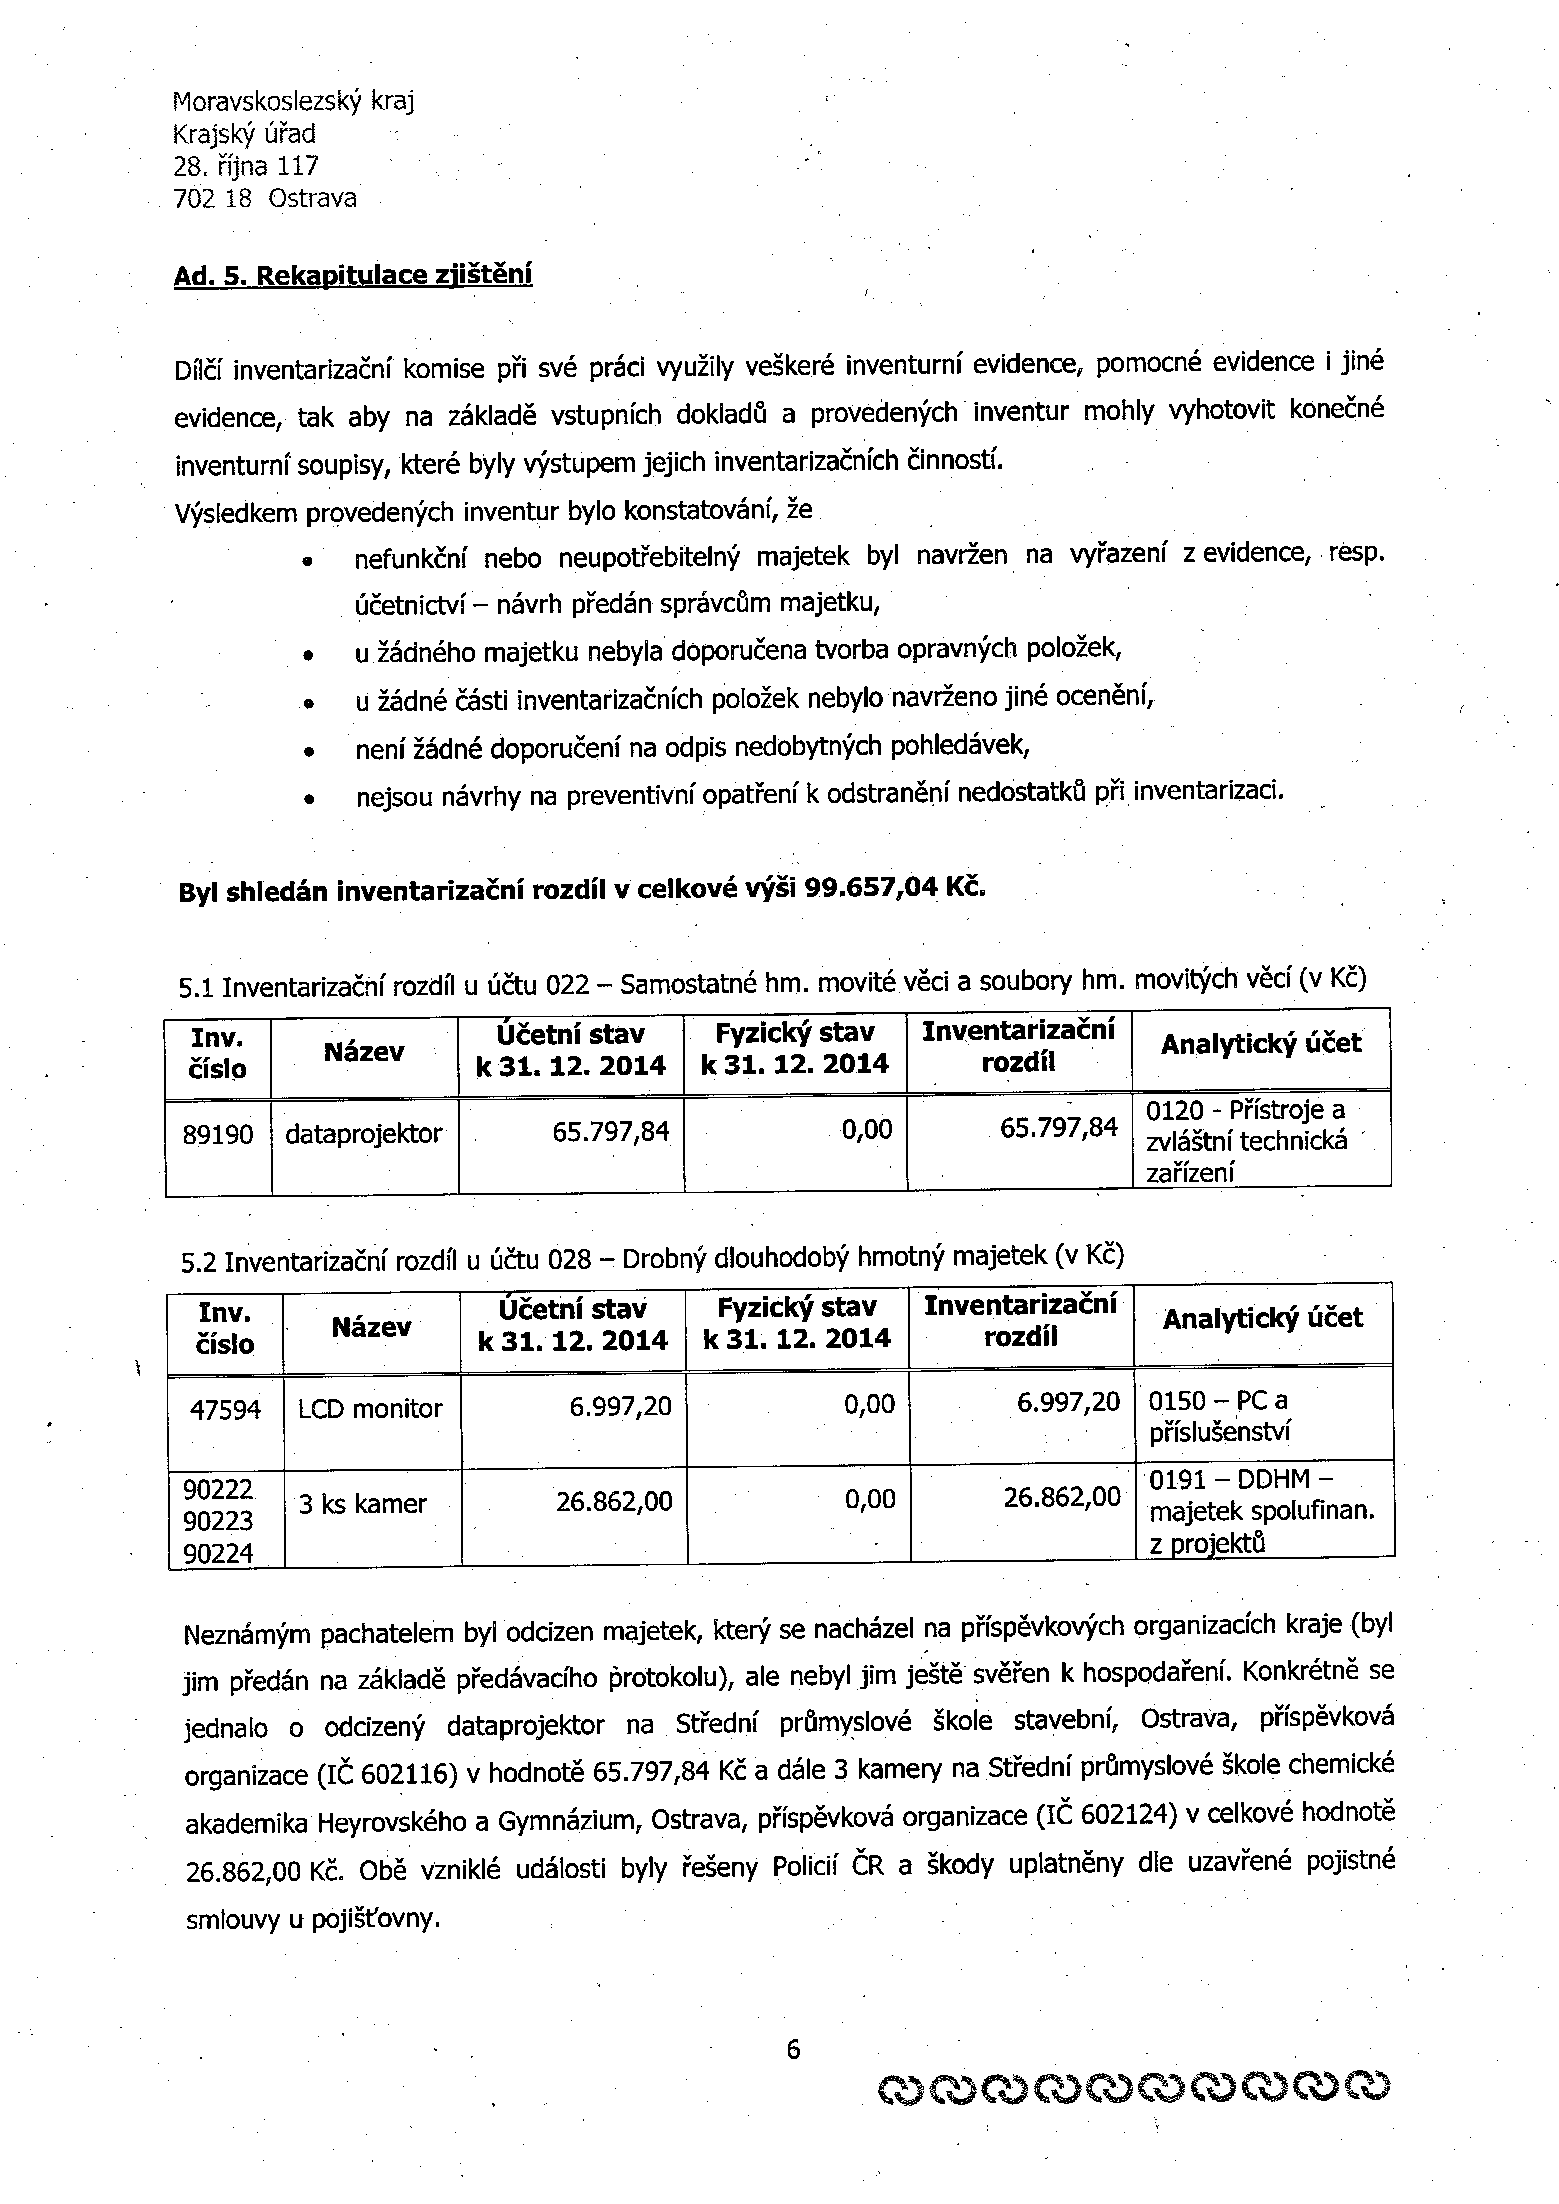 Moravskoslezský kraj
Krajský úřad
28. října 117
702 18 Ostrava
Ad. 5. Rekapitulace zjištění
Dílčí inventarizační komise při své práci využily veškeré inventurní evidence, pomocné evidence i jiné
evidence, tak aby na základě vstupních dokladů a provedených inventur mohly vyhotovit konečné
inventurní soupisy, které byly výstupem jejich inventarizačních činností.
Výsledkem provedených inventur bylo konstatování, že
• nefunkční nebo neupotřebitelný majetek byl navržen na vyřazení z evidence, resp.
účetnictví – návrh předán správcům majetku,
• u žádného majetku nebyla doporučena tvorba opravných položek,
• u žádné části inventarizačních položek nebylo navrženo jiné ocenění,
• není žádné doporučení na odpis nedobytných pohledávek,
• nejsou návrhy na preventivní opatření k odstranění nedostatků při inventarizaci.
Byl shledán inventarizační rozdíl v celkové výši 99.657,04 Kč.
5.1 Inventarizační rozdíl u účtu 022 – Samostatné hm. movité věci a soubory hm. movitých věcí (v Kč)
Inv. číslo Název Účetní stav k 31. 12. 2014 Fyzický stav k 31. 12. 2014 Inventarizační rozdíl Analytický účet
89190 dataprojektor 65.797,84 0,00 65.797,84 0120 - Přístroje a
zvláštní technická
zařízení
5.2 Inventarizační rozdíl u účtu 028 – Drobný dlouhodobý hmotný majetek (v Kč)
Inv. číslo Název Účetní stav k 31. 12. 2014 Fyzický stav k 31. 12. 2014 Inventarizační rozdíl Analytický účet
47594 LCD monitor 6.997,20 0,00 6.997,20 0150 – PC a
příslušenství
90222
90223
90224
3 ks kamer 26.862,00 0,00 26.862,00 0191 – DDHM –
majetek spolufinan.
z projektů
Neznámým pachatelem byl odcizen majetek, který se nacházel na příspěvkových organizacích kraje (byl
jim předán na základě předávacího protokolu), ale nebyl jim ještě svěřen k hospodaření. Konkrétně se
jednalo o odcizený dataprojektor na Střední průmyslové škole stavební, Ostrava, příspěvková
organizace (IČ 602116) v hodnotě 65.797,84 Kč a dále 3 kamery na Střední průmyslové škole chemické
akademika Heyrovského a Gymnázium, Ostrava, příspěvková organizace (IČ 602124) v celkové hodnotě
26.862,00 Kč. Obě vzniklé události byly řešeny Policií ČR a škody uplatněny dle uzavřené pojistné
smlouvy u pojišťovny.
6